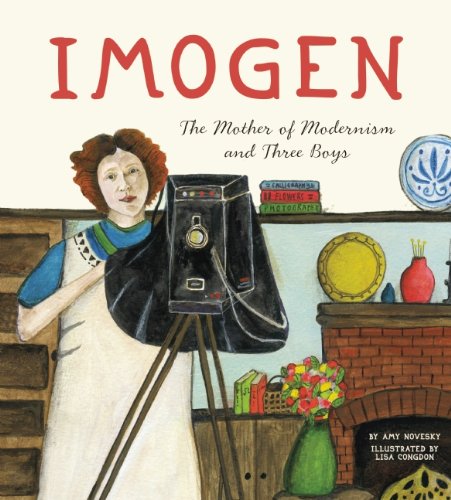 IMOGEN
The Mother of Modernism
and Three Boys
CALLIGRAPHY
FLOWERS
PHOTOGRAPHY
BY AMY NOVESKY
ILLUSTRATED BY
LISA CONGDON